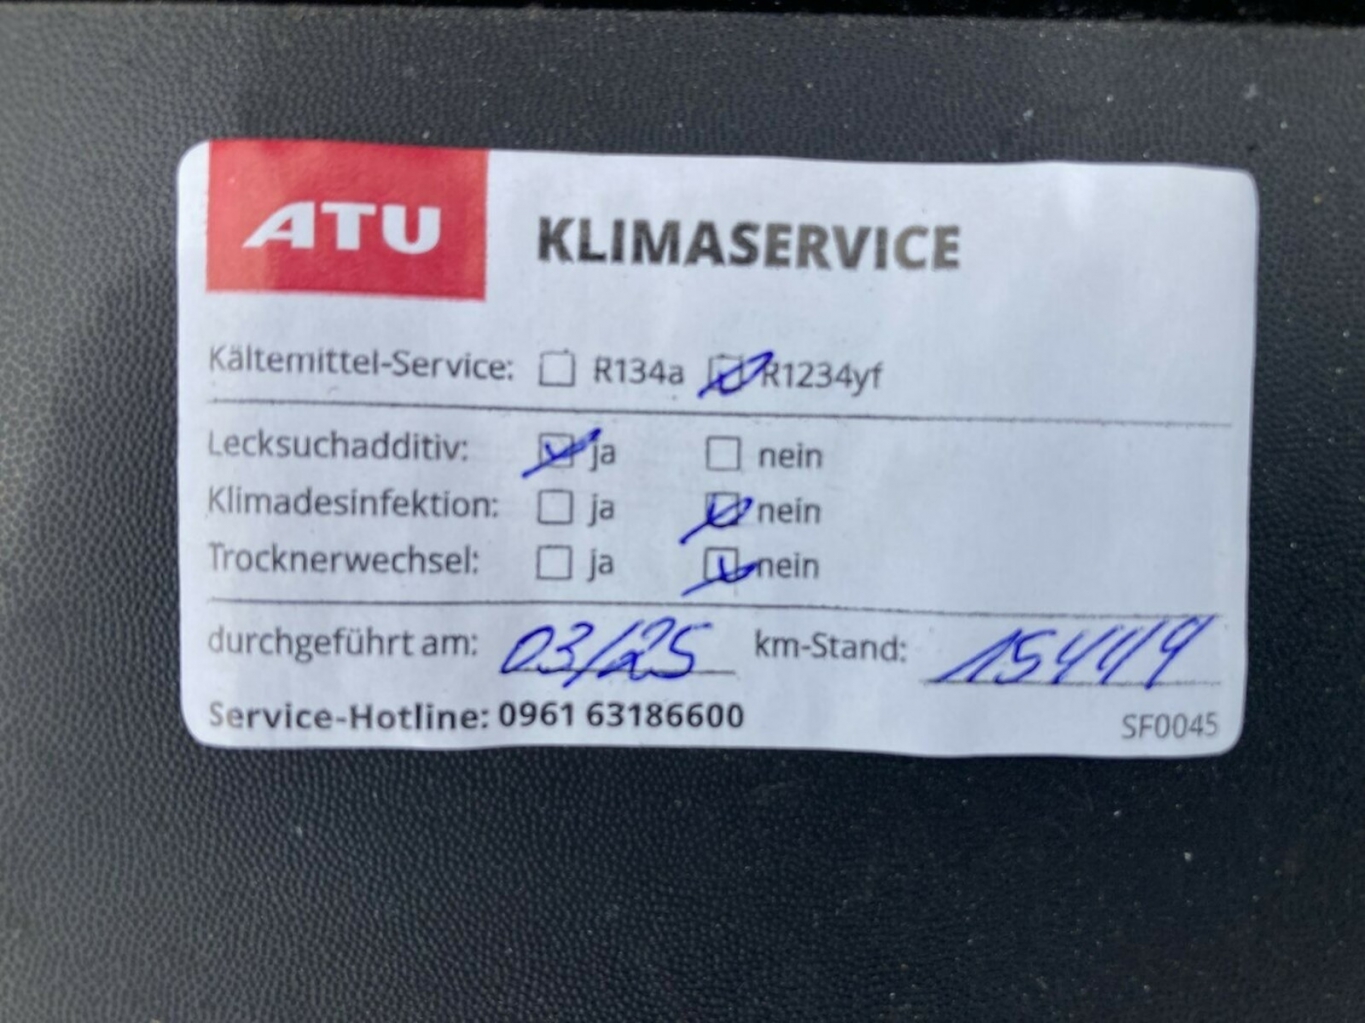 ATU
KLIMASERVICE
Kältemittel-Service: ☐ R134a ☑ R1234yf
Lecksuchadditiv: ☑ ja ☐ nein
Klimadesinfektion: ☐ ja ☑ nein
Trocknerwechsel: ☐ ja ☑ nein
durchgeführt am: 03/25 km-Stand:
Service-Hotline: 0961 63186600 SF0045